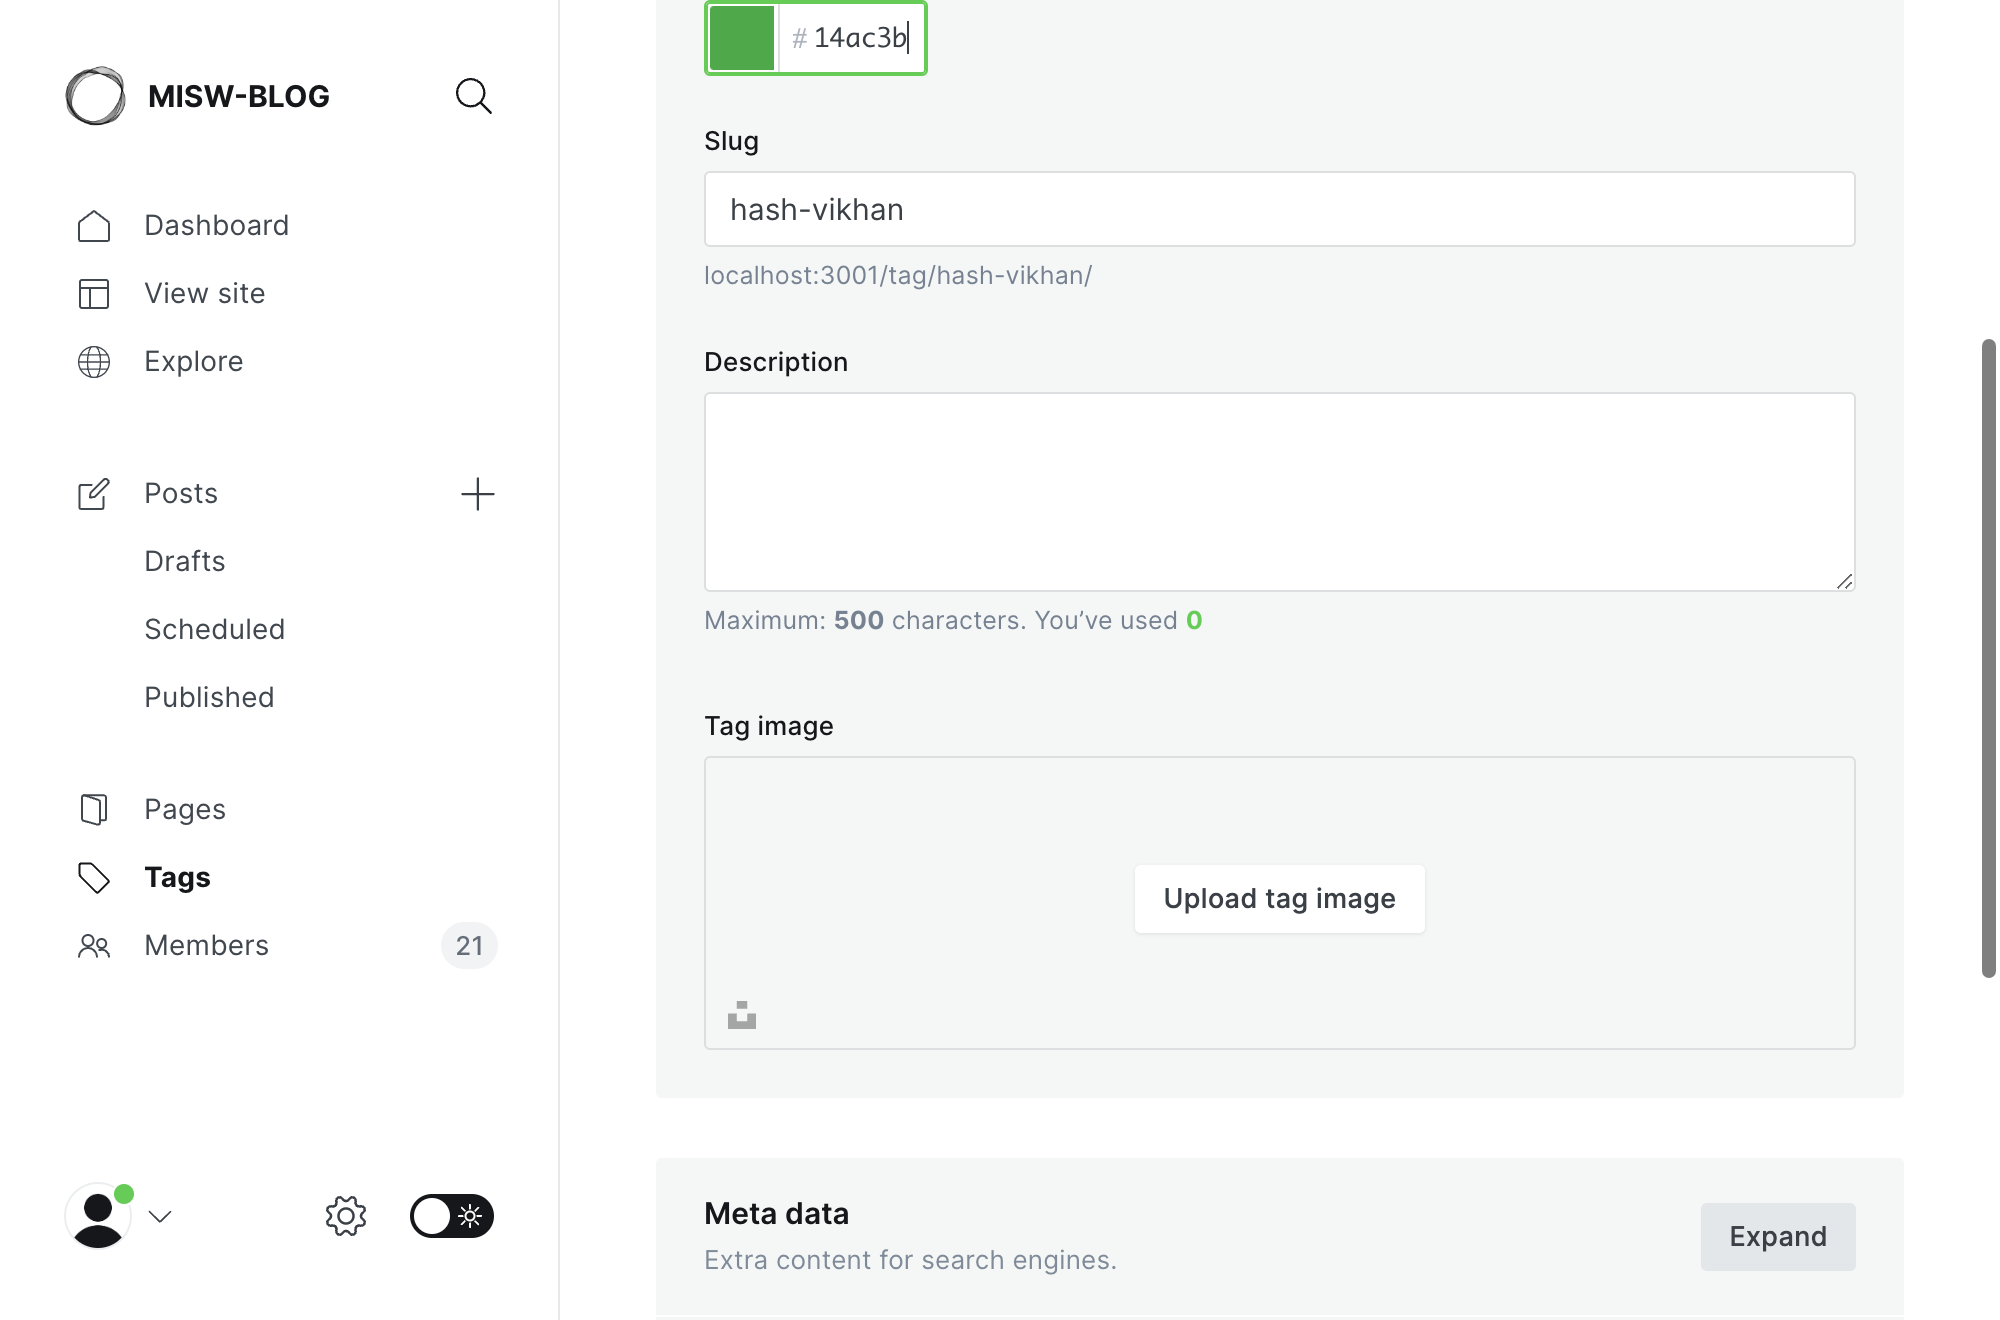 MISW-BLOG
Dashboard
View site
Explore
Posts
Drafts
Scheduled
Published
Pages
Tags
Members 21
# 14ac3b
Slug
hash-vikhan
localhost:3001/tag/hash-vikhan/
Description
Maximum: 500 characters. You’ve used 0
Tag image
Upload tag image
Meta data
Extra content for search engines.
Expand